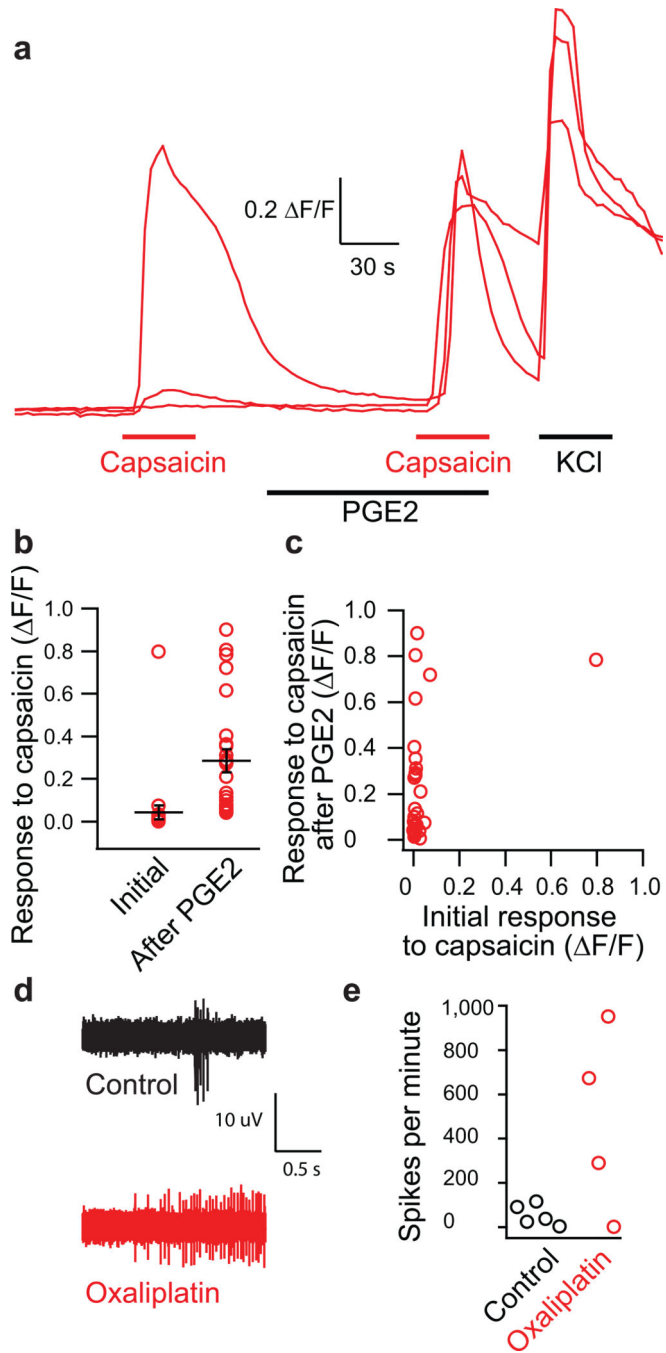 a
0.2 ΔF/F
30 s
Capsaicin
Capsaicin
KCl
PGE2
b
Response to capsaicin (ΔF/F)
1.0
0.8
0.6
0.4
0.2
0.0
Initial
After PGE2
c
Response to capsaicin
after PGE2 (ΔF/F)
1.0
0.8
0.6
0.4
0.2
0
0 0.2 0.4 0.6 0.8 1.0
Initial response
to capsaicin (ΔF/F)
d
Control
10 uV
0.5 s
Oxaliplatin
e
Spikes per minute
1,000
800
600
400
200
0
Control
Oxaliplatin